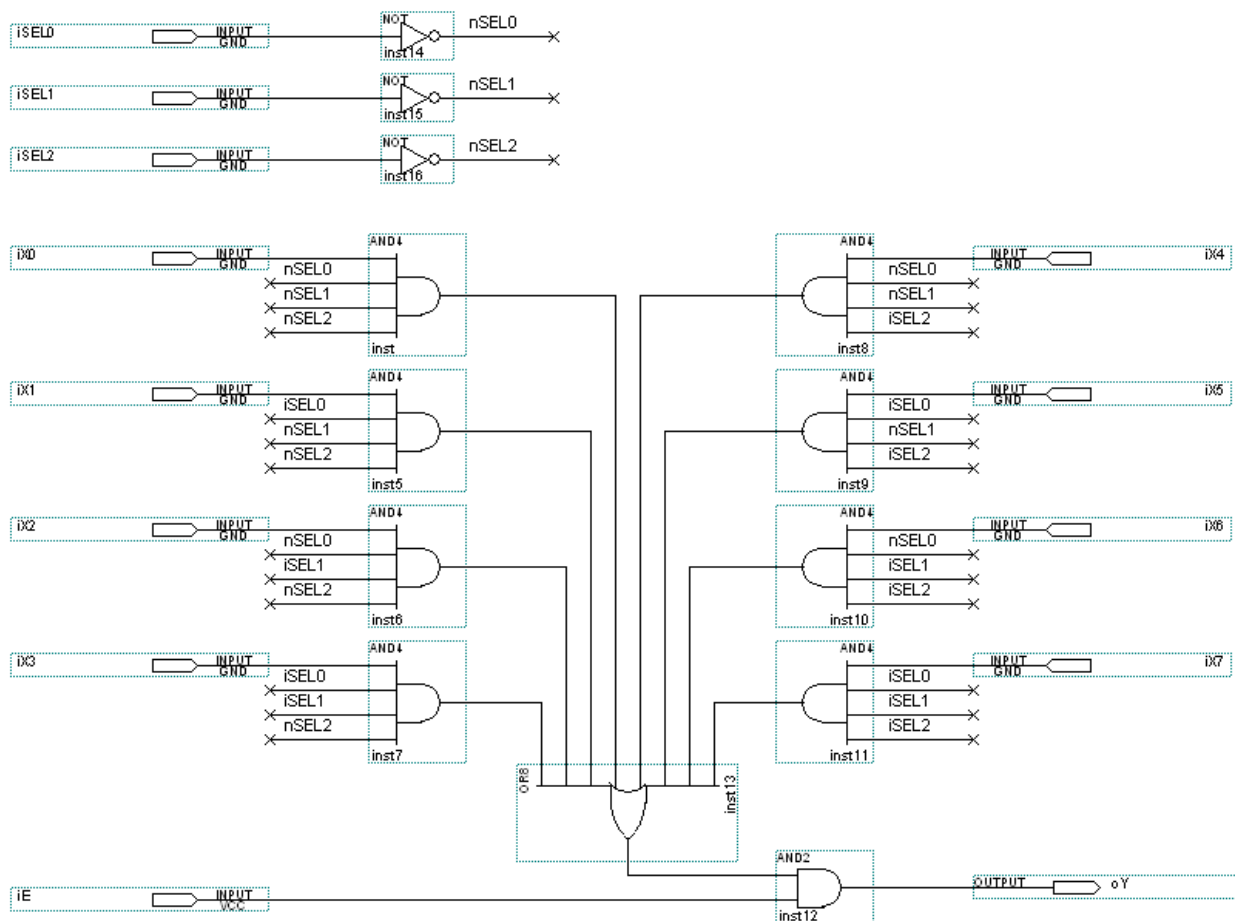 NOT
nSEL0
iSEL0
INPUT
GND
inst14
NOT
nSEL1
iSEL1
INPUT
GND
inst15
NOT
nSEL2
iSEL2
INPUT
GND
inst16
AND4
AND4
iX0
INPUT
GND
INPUT
GND
iX4
nSEL0
nSEL0
nSEL1
nSEL1
nSEL2
iSEL2
inst
inst8
AND4
AND4
iX1
INPUT
GND
INPUT
GND
iX5
iSEL0
iSEL0
nSEL1
nSEL1
nSEL2
iSEL2
inst5
inst9
AND4
AND4
iX2
INPUT
GND
INPUT
GND
iX6
nSEL0
nSEL0
iSEL1
iSEL1
nSEL2
iSEL2
inst6
inst10
AND4
AND4
iX3
INPUT
GND
INPUT
GND
iX7
iSEL0
iSEL0
iSEL1
iSEL1
nSEL2
iSEL2
inst7
inst11
OR8
inst13
AND2
iE
INPUT
VCC
OUTPUT
oY
inst12